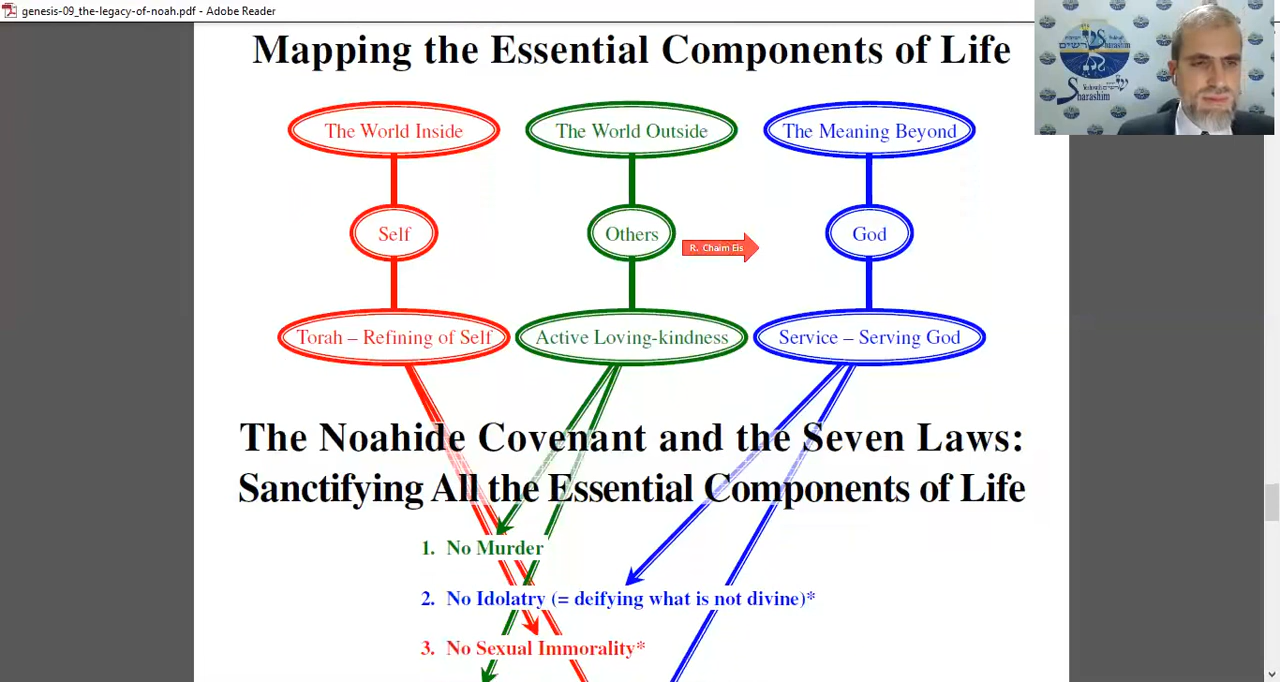 genesis-09_the-legacy-of-noah.pdf - Adobe Reader
Mapping the Essential Components of Life
The World Inside
The World Outside
The Meaning Beyond
Self
Others
God
R. Chaim Eis
Torah – Refining of Self
Active Loving-kindness
Service – Serving God
The Noahide Covenant and the Seven Laws:
Sanctifying All the Essential Components of Life
1. No Murder
2. No Idolatry (= deifying what is not divine)*
3. No Sexual Immorality*
Sharashim